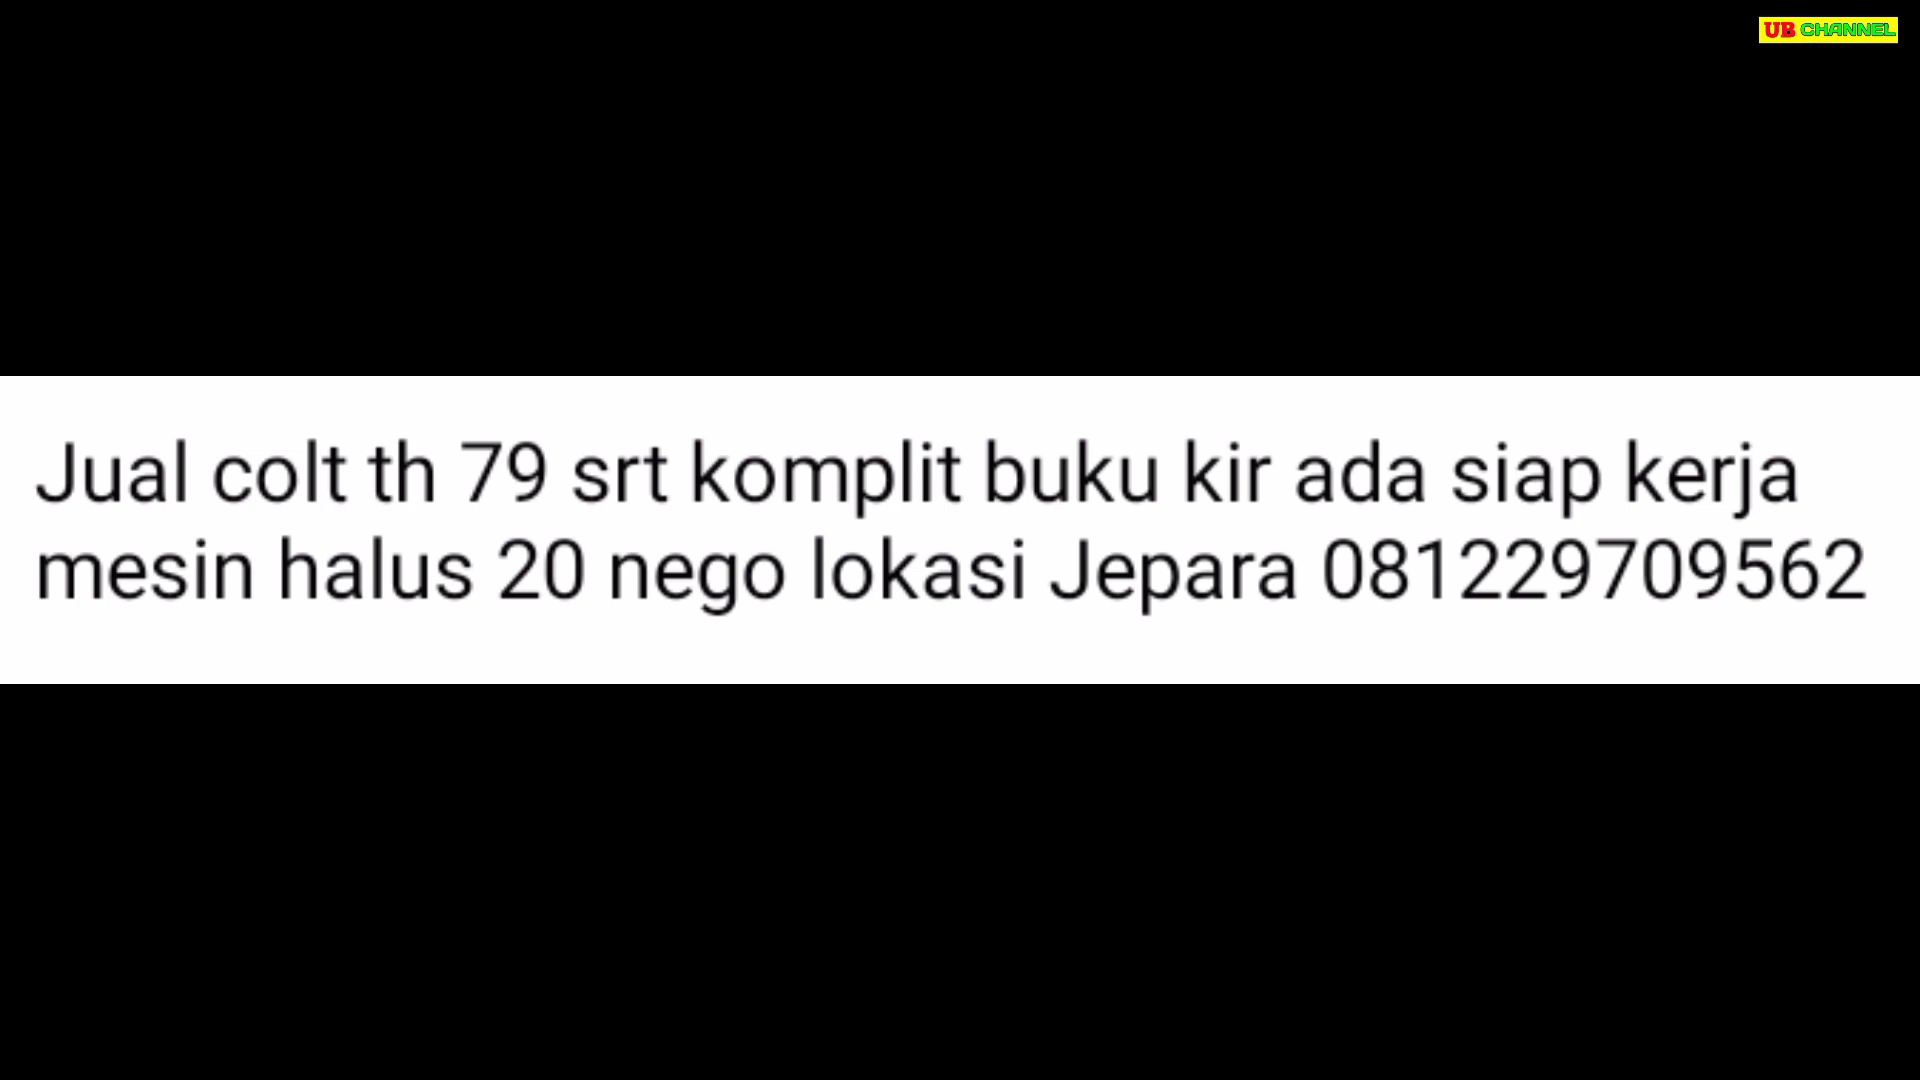 UB CHANNEL
Jual colt th 79 srt komplit buku kir ada siap kerja
mesin halus 20 nego lokasi Jepara 081229709562